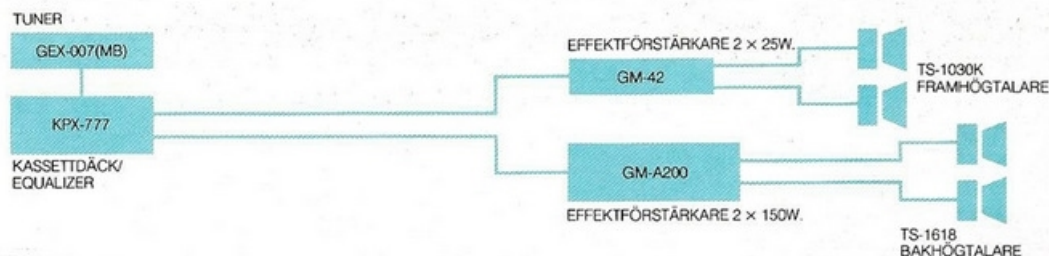 TUNER
GEX-007(MB)
KPX-777
KASSETTDÄCK/
EQUALIZER
EFFEKTFÖRSTÄRKARE 2 × 25W.
GM-42
TS-1030K
FRAMHÖGTALARE
GM-A200
EFFEKTFÖRSTÄRKARE 2 × 150W.
TS-1618
BAKHÖGTALARE